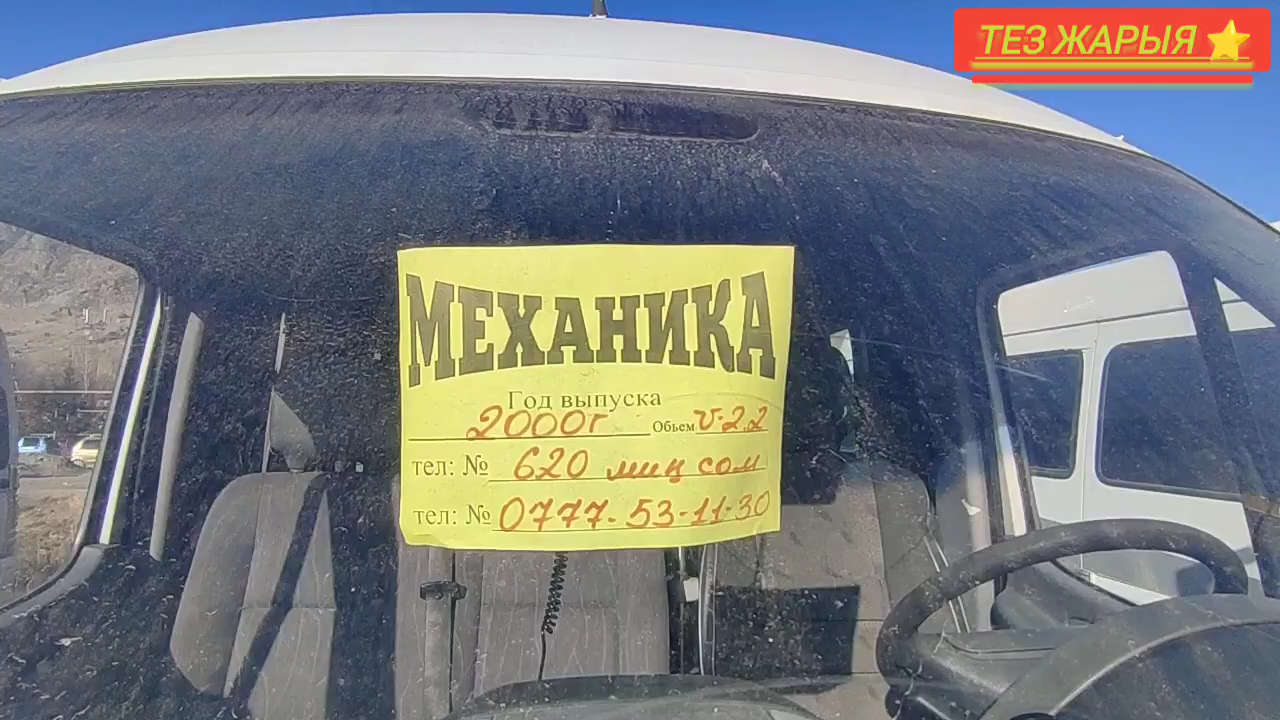 ТЕЗ ЖАРЫЯ
МЕХАНИКА
Год выпуска
2000г Обьем V-2.2
тел: № 620 миң сом
тел: № 0777-53-11-30